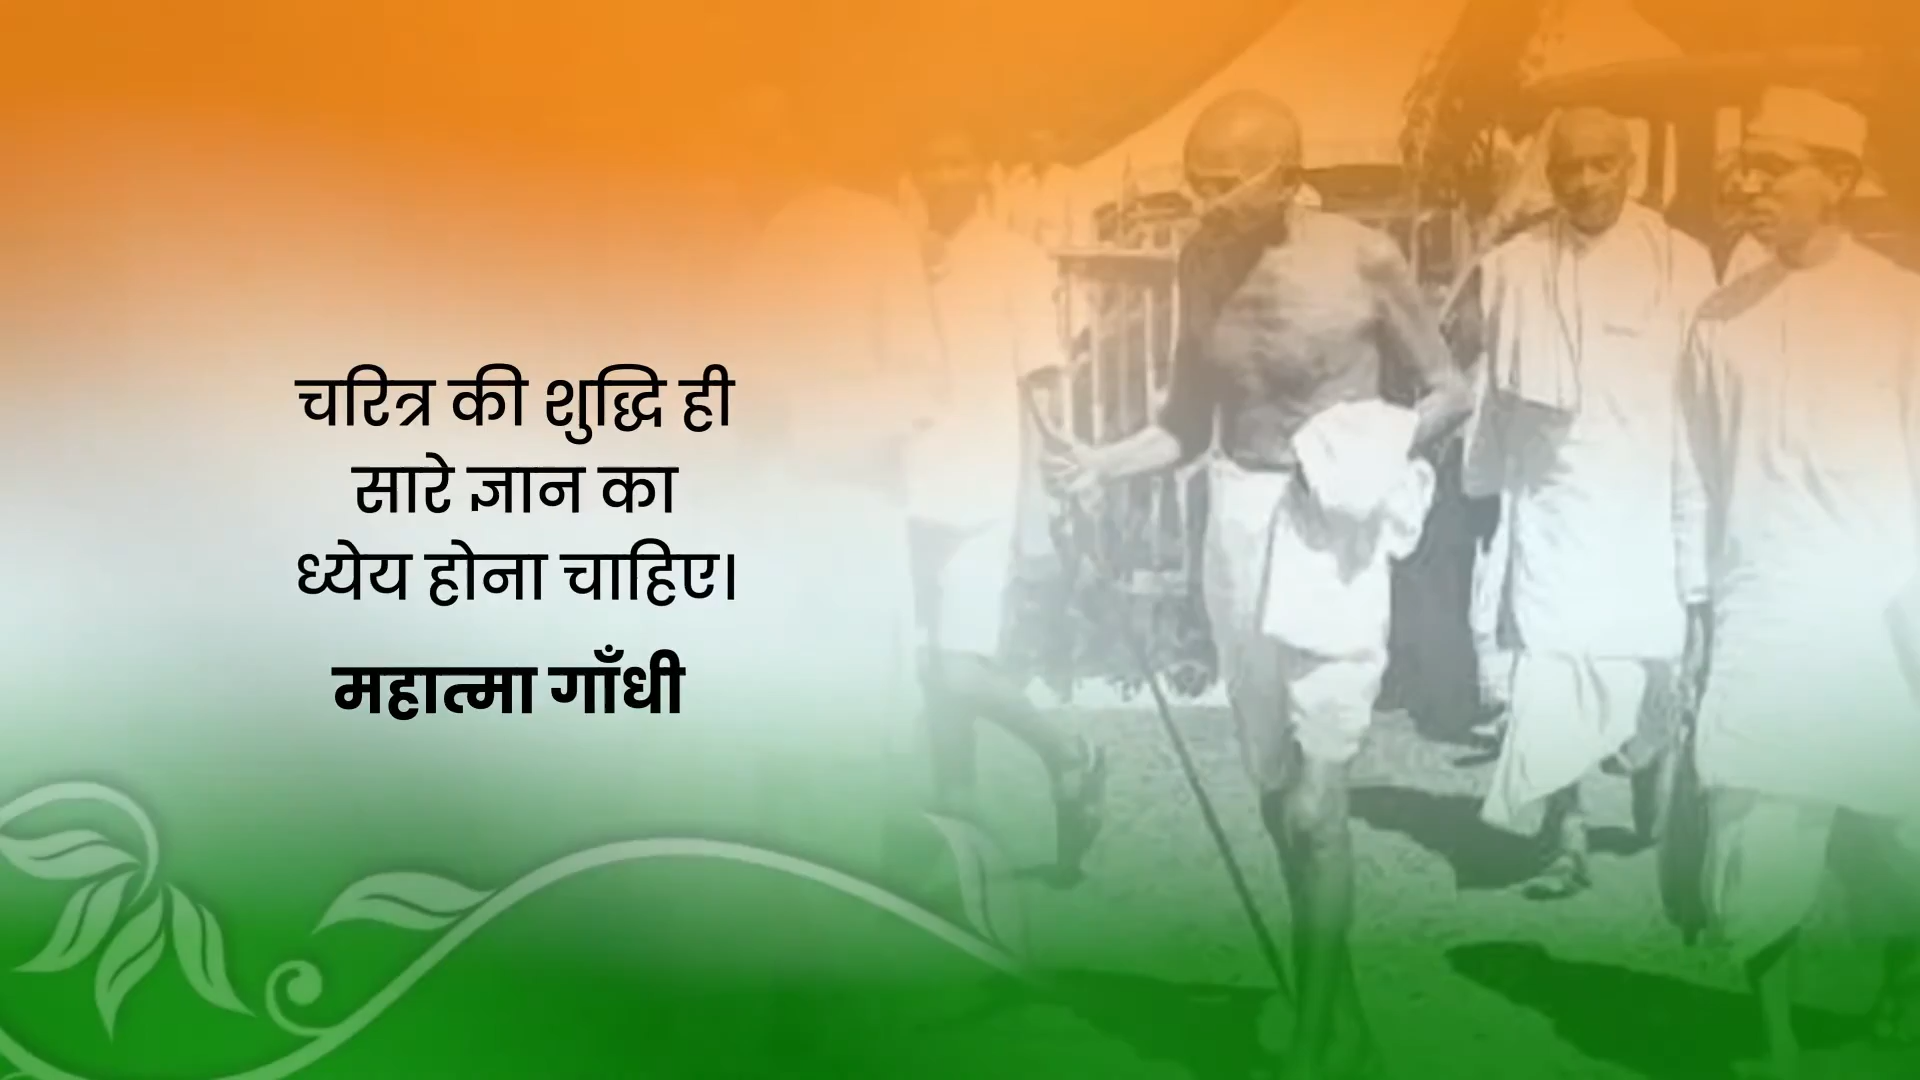 चरित्र की शुद्धि ही
सारे ज्ञान का
ध्येय होना चाहिए।
महात्मा गाँधी